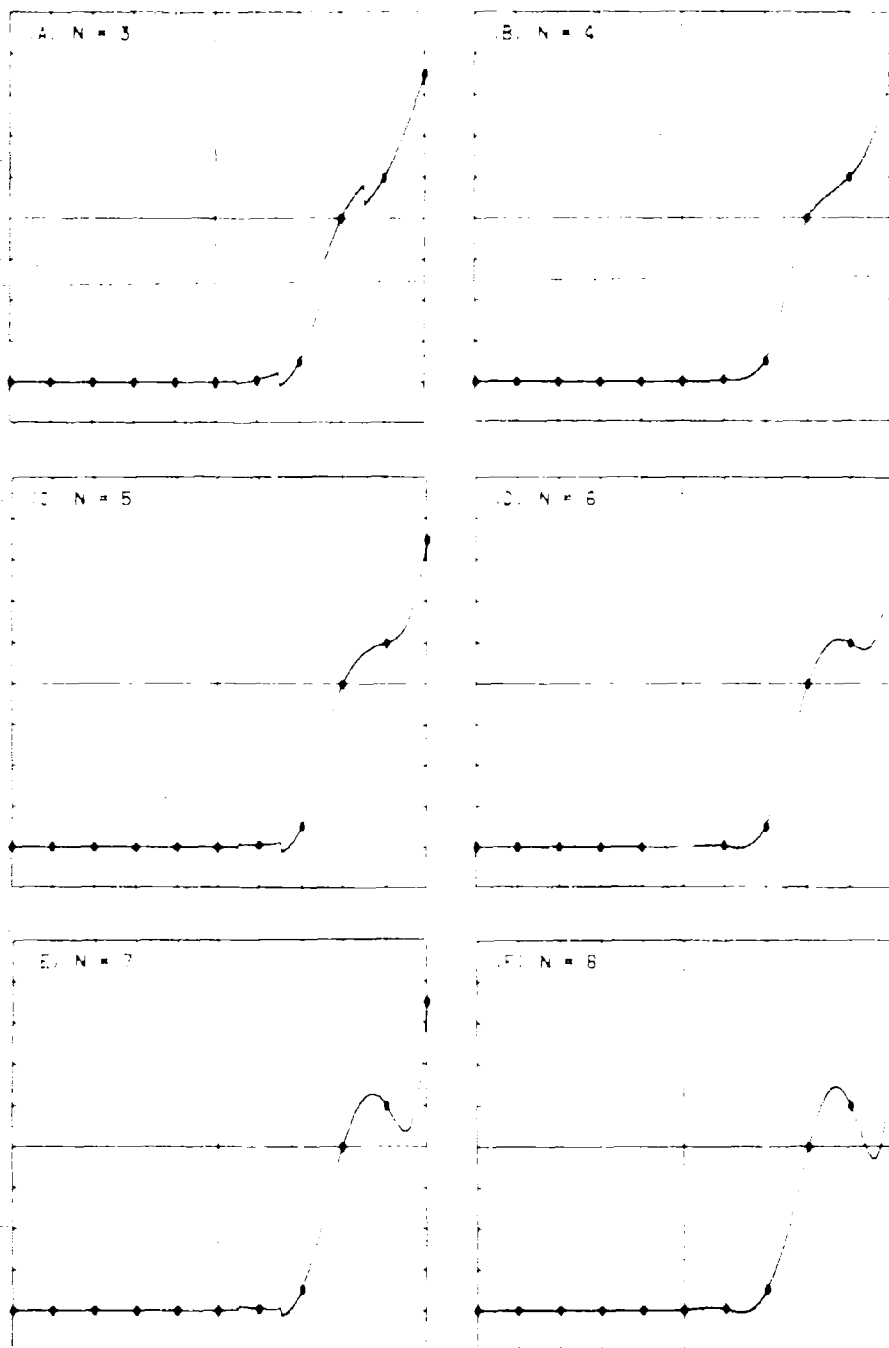 (A) N = 3
(B) N = 4
(C) N = 5
(D) N = 6
(E) N = 7
(F) N = 8